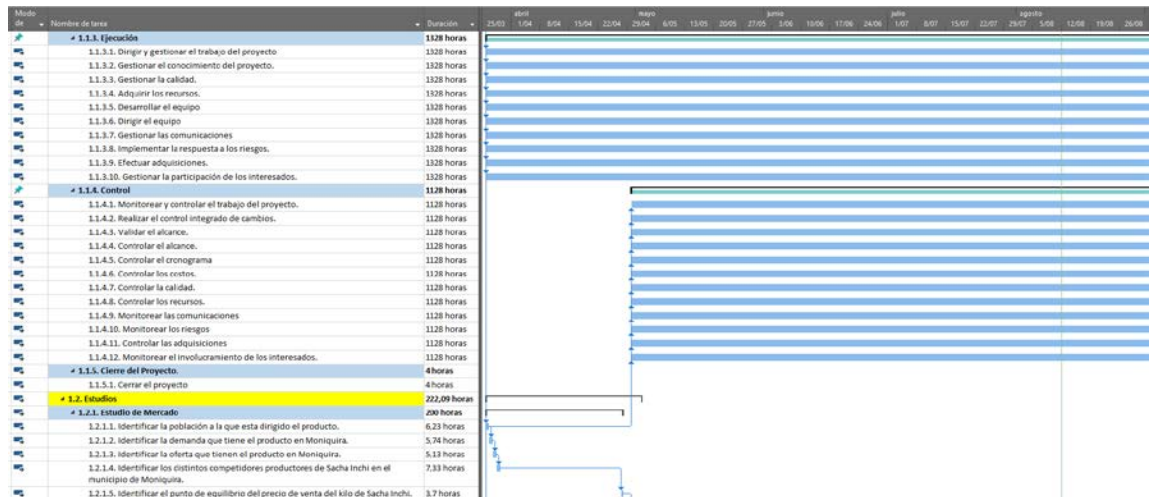 Modo de
Nombre de tarea
Duración
abril mayo junio julio agosto
25/03 1/04 8/04 15/04 22/04 29/04 6/05 13/05 20/05 27/05 3/06 10/06 17/06 24/06 1/07 8/07 15/07 22/07 29/07 5/08 12/08 19/08 26/08
1.1.3. Ejecución 1328 horas
1.1.3.1. Dirigir y gestionar el trabajo del proyecto 1328 horas
1.1.3.2. Gestionar el conocimiento del proyecto. 1328 horas
1.1.3.3. Gestionar la calidad. 1328 horas
1.1.3.4. Adquirir los recursos. 1328 horas
1.1.3.5. Desarrollar el equipo 1328 horas
1.1.3.6. Dirigir el equipo 1328 horas
1.1.3.7. Gestionar las comunicaciones 1328 horas
1.1.3.8. Implementar la respuesta a los riesgos. 1328 horas
1.1.3.9. Efectuar adquisiciones. 1328 horas
1.1.3.10. Gestionar la participación de los interesados. 1328 horas
1.1.4. Control 1128 horas
1.1.4.1. Monitorear y controlar el trabajo del proyecto. 1128 horas
1.1.4.2. Realizar el control integrado de cambios. 1128 horas
1.1.4.3. Validar el alcance. 1128 horas
1.1.4.4. Controlar el alcance. 1128 horas
1.1.4.5. Controlar el cronograma 1128 horas
1.1.4.6. Controlar los costos. 1128 horas
1.1.4.7. Controlar la calidad. 1128 horas
1.1.4.8. Controlar los recursos. 1128 horas
1.1.4.9. Monitorear las comunicaciones 1128 horas
1.1.4.10. Monitorear los riesgos 1128 horas
1.1.4.11. Controlar las adquisiciones 1128 horas
1.1.4.12. Monitorear el involucramiento de los interesados. 1128 horas
1.1.5. Cierre del Proyecto. 4 horas
1.1.5.1. Cerrar el proyecto 4 horas
1.2. Estudios 222,09 horas
1.2.1. Estudio de Mercado 200 horas
1.2.1.1. Identificar la población a la que esta dirigido el producto. 6,23 horas
1.2.1.2. Identificar la demanda que tiene el producto en Moniquira. 5,74 horas
1.2.1.3. Identificar la oferta que tienen el producto en Moniquira. 5,13 horas
1.2.1.4. Identificar los distintos competidores productores de Sacha Inchi en el 7,33 horas
municipio de Moniquira.
1.2.1.5. Identificar el punto de equilibrio del precio de venta del kilo de Sacha Inchi. 3,7 horas